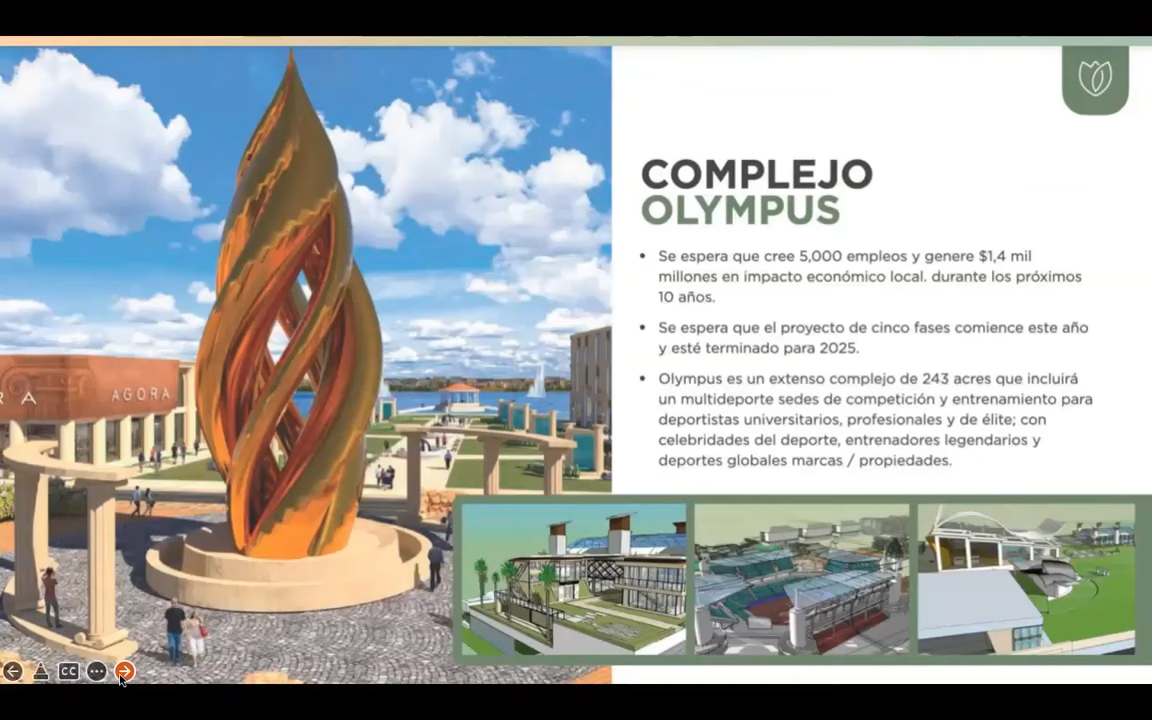 COMPLEJO
OLYMPUS
• Se espera que cree 5,000 empleos y genere $1,4 mil
millones en impacto económico local. durante los próximos
10 años.
• Se espera que el proyecto de cinco fases comience este año
y esté terminado para 2025.
• Olympus es un extenso complejo de 243 acres que incluirá
un multideporte sedes de competición y entrenamiento para
deportistas universitarios, profesionales y de élite; con
celebridades del deporte, entrenadores legendarios y
deportes globales marcas / propiedades.
RA
AGORA
CC